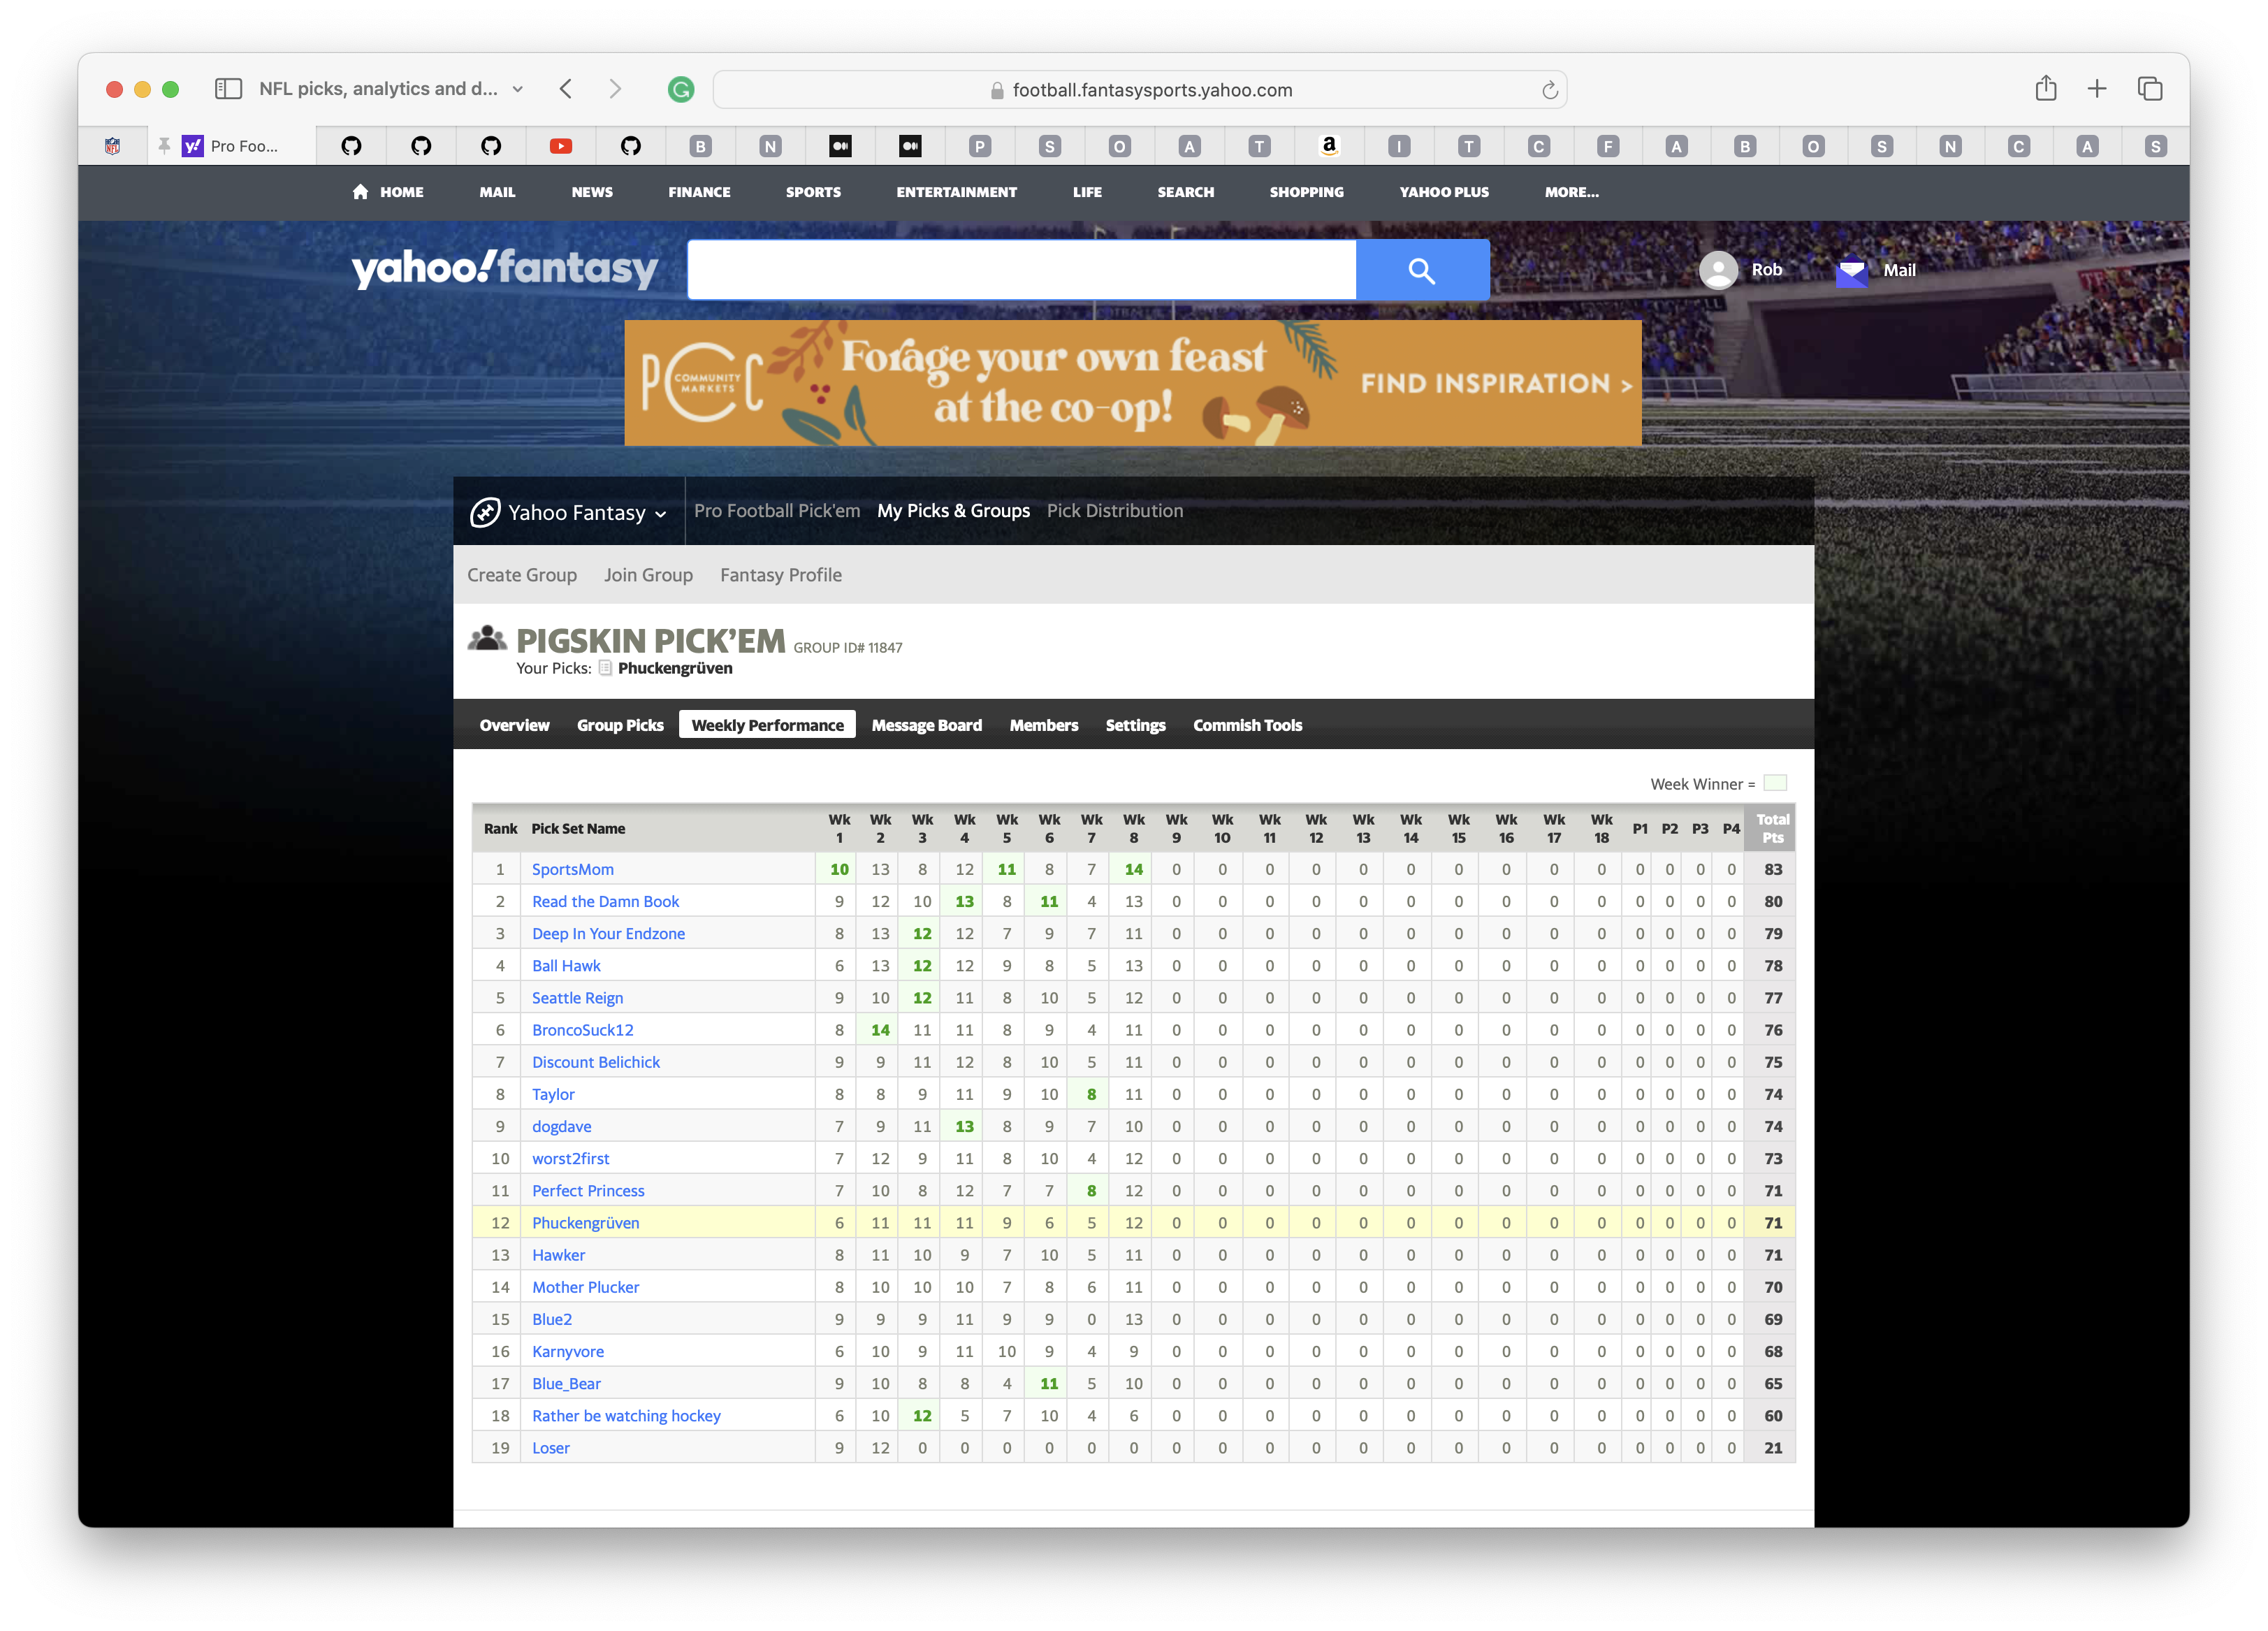 NFL picks, analytics and d...
football.fantasysports.yahoo.com
NFL y! Pro Foo... B N P S O A T a I T C F A B O S N C A S
HOME MAIL NEWS FINANCE SPORTS ENTERTAINMENT LIFE SEARCH SHOPPING YAHOO PLUS MORE...
yahoo!fantasy Rob Mail
PCC COMMUNITY MARKETS
Forage your own feast
at the co-op!
FIND INSPIRATION >
Yahoo Fantasy Pro Football Pick'em My Picks & Groups Pick Distribution
Create Group Join Group Fantasy Profile
PIGSKIN PICK'EM GROUP ID# 11847
Your Picks: Phuckengrüven
Overview Group Picks Weekly Performance Message Board Members Settings Commish Tools
Week Winner =
Rank Pick Set Name Wk 1 Wk 2 Wk 3 Wk 4 Wk 5 Wk 6 Wk 7 Wk 8 Wk 9 Wk 10 Wk 11 Wk 12 Wk 13 Wk 14 Wk 15 Wk 16 Wk 17 Wk 18 P1 P2 P3 P4 Total Pts
1 SportsMom 10 13 8 12 11 8 7 14 0 0 0 0 0 0 0 0 0 0 0 0 0 0 83
2 Read the Damn Book 9 12 10 13 8 11 4 13 0 0 0 0 0 0 0 0 0 0 0 0 0 0 80
3 Deep In Your Endzone 8 13 12 12 7 9 7 11 0 0 0 0 0 0 0 0 0 0 0 0 0 0 79
4 Ball Hawk 6 13 12 12 9 8 5 13 0 0 0 0 0 0 0 0 0 0 0 0 0 0 78
5 Seattle Reign 9 10 12 11 8 10 5 12 0 0 0 0 0 0 0 0 0 0 0 0 0 0 77
6 BroncoSuck12 8 14 11 11 8 9 4 11 0 0 0 0 0 0 0 0 0 0 0 0 0 0 76
7 Discount Belichick 9 9 11 12 8 10 5 11 0 0 0 0 0 0 0 0 0 0 0 0 0 0 75
8 Taylor 8 8 9 11 9 10 8 11 0 0 0 0 0 0 0 0 0 0 0 0 0 0 74
9 dogdave 7 9 11 13 8 9 7 10 0 0 0 0 0 0 0 0 0 0 0 0 0 0 74
10 worst2first 7 12 9 11 8 10 4 12 0 0 0 0 0 0 0 0 0 0 0 0 0 0 73
11 Perfect Princess 7 10 8 12 7 7 8 12 0 0 0 0 0 0 0 0 0 0 0 0 0 0 71
12 Phuckengrüven 6 11 11 11 9 6 5 12 0 0 0 0 0 0 0 0 0 0 0 0 0 0 71
13 Hawker 8 11 10 9 7 10 5 11 0 0 0 0 0 0 0 0 0 0 0 0 0 0 71
14 Mother Plucker 8 10 10 10 7 8 6 11 0 0 0 0 0 0 0 0 0 0 0 0 0 0 70
15 Blue2 9 9 9 11 9 9 0 13 0 0 0 0 0 0 0 0 0 0 0 0 0 0 69
16 Karnyvore 6 10 9 11 10 9 4 9 0 0 0 0 0 0 0 0 0 0 0 0 0 0 68
17 Blue_Bear 9 10 8 8 4 11 5 10 0 0 0 0 0 0 0 0 0 0 0 0 0 0 65
18 Rather be watching hockey 6 10 12 5 7 10 4 6 0 0 0 0 0 0 0 0 0 0 0 0 0 0 60
19 Loser 9 12 0 0 0 0 0 0 0 0 0 0 0 0 0 0 0 0 0 0 0 0 21